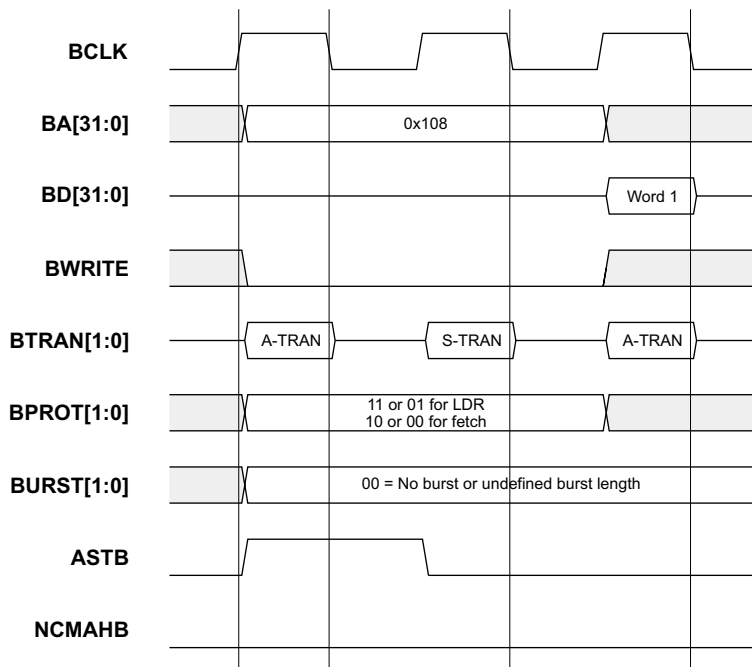 BCLK
BA[31:0]
0x108
BD[31:0]
Word 1
BWRITE
BTRAN[1:0]
A-TRAN
S-TRAN
A-TRAN
BPROT[1:0]
11 or 01 for LDR
10 or 00 for fetch
BURST[1:0]
00 = No burst or undefined burst length
ASTB
NCMAHB